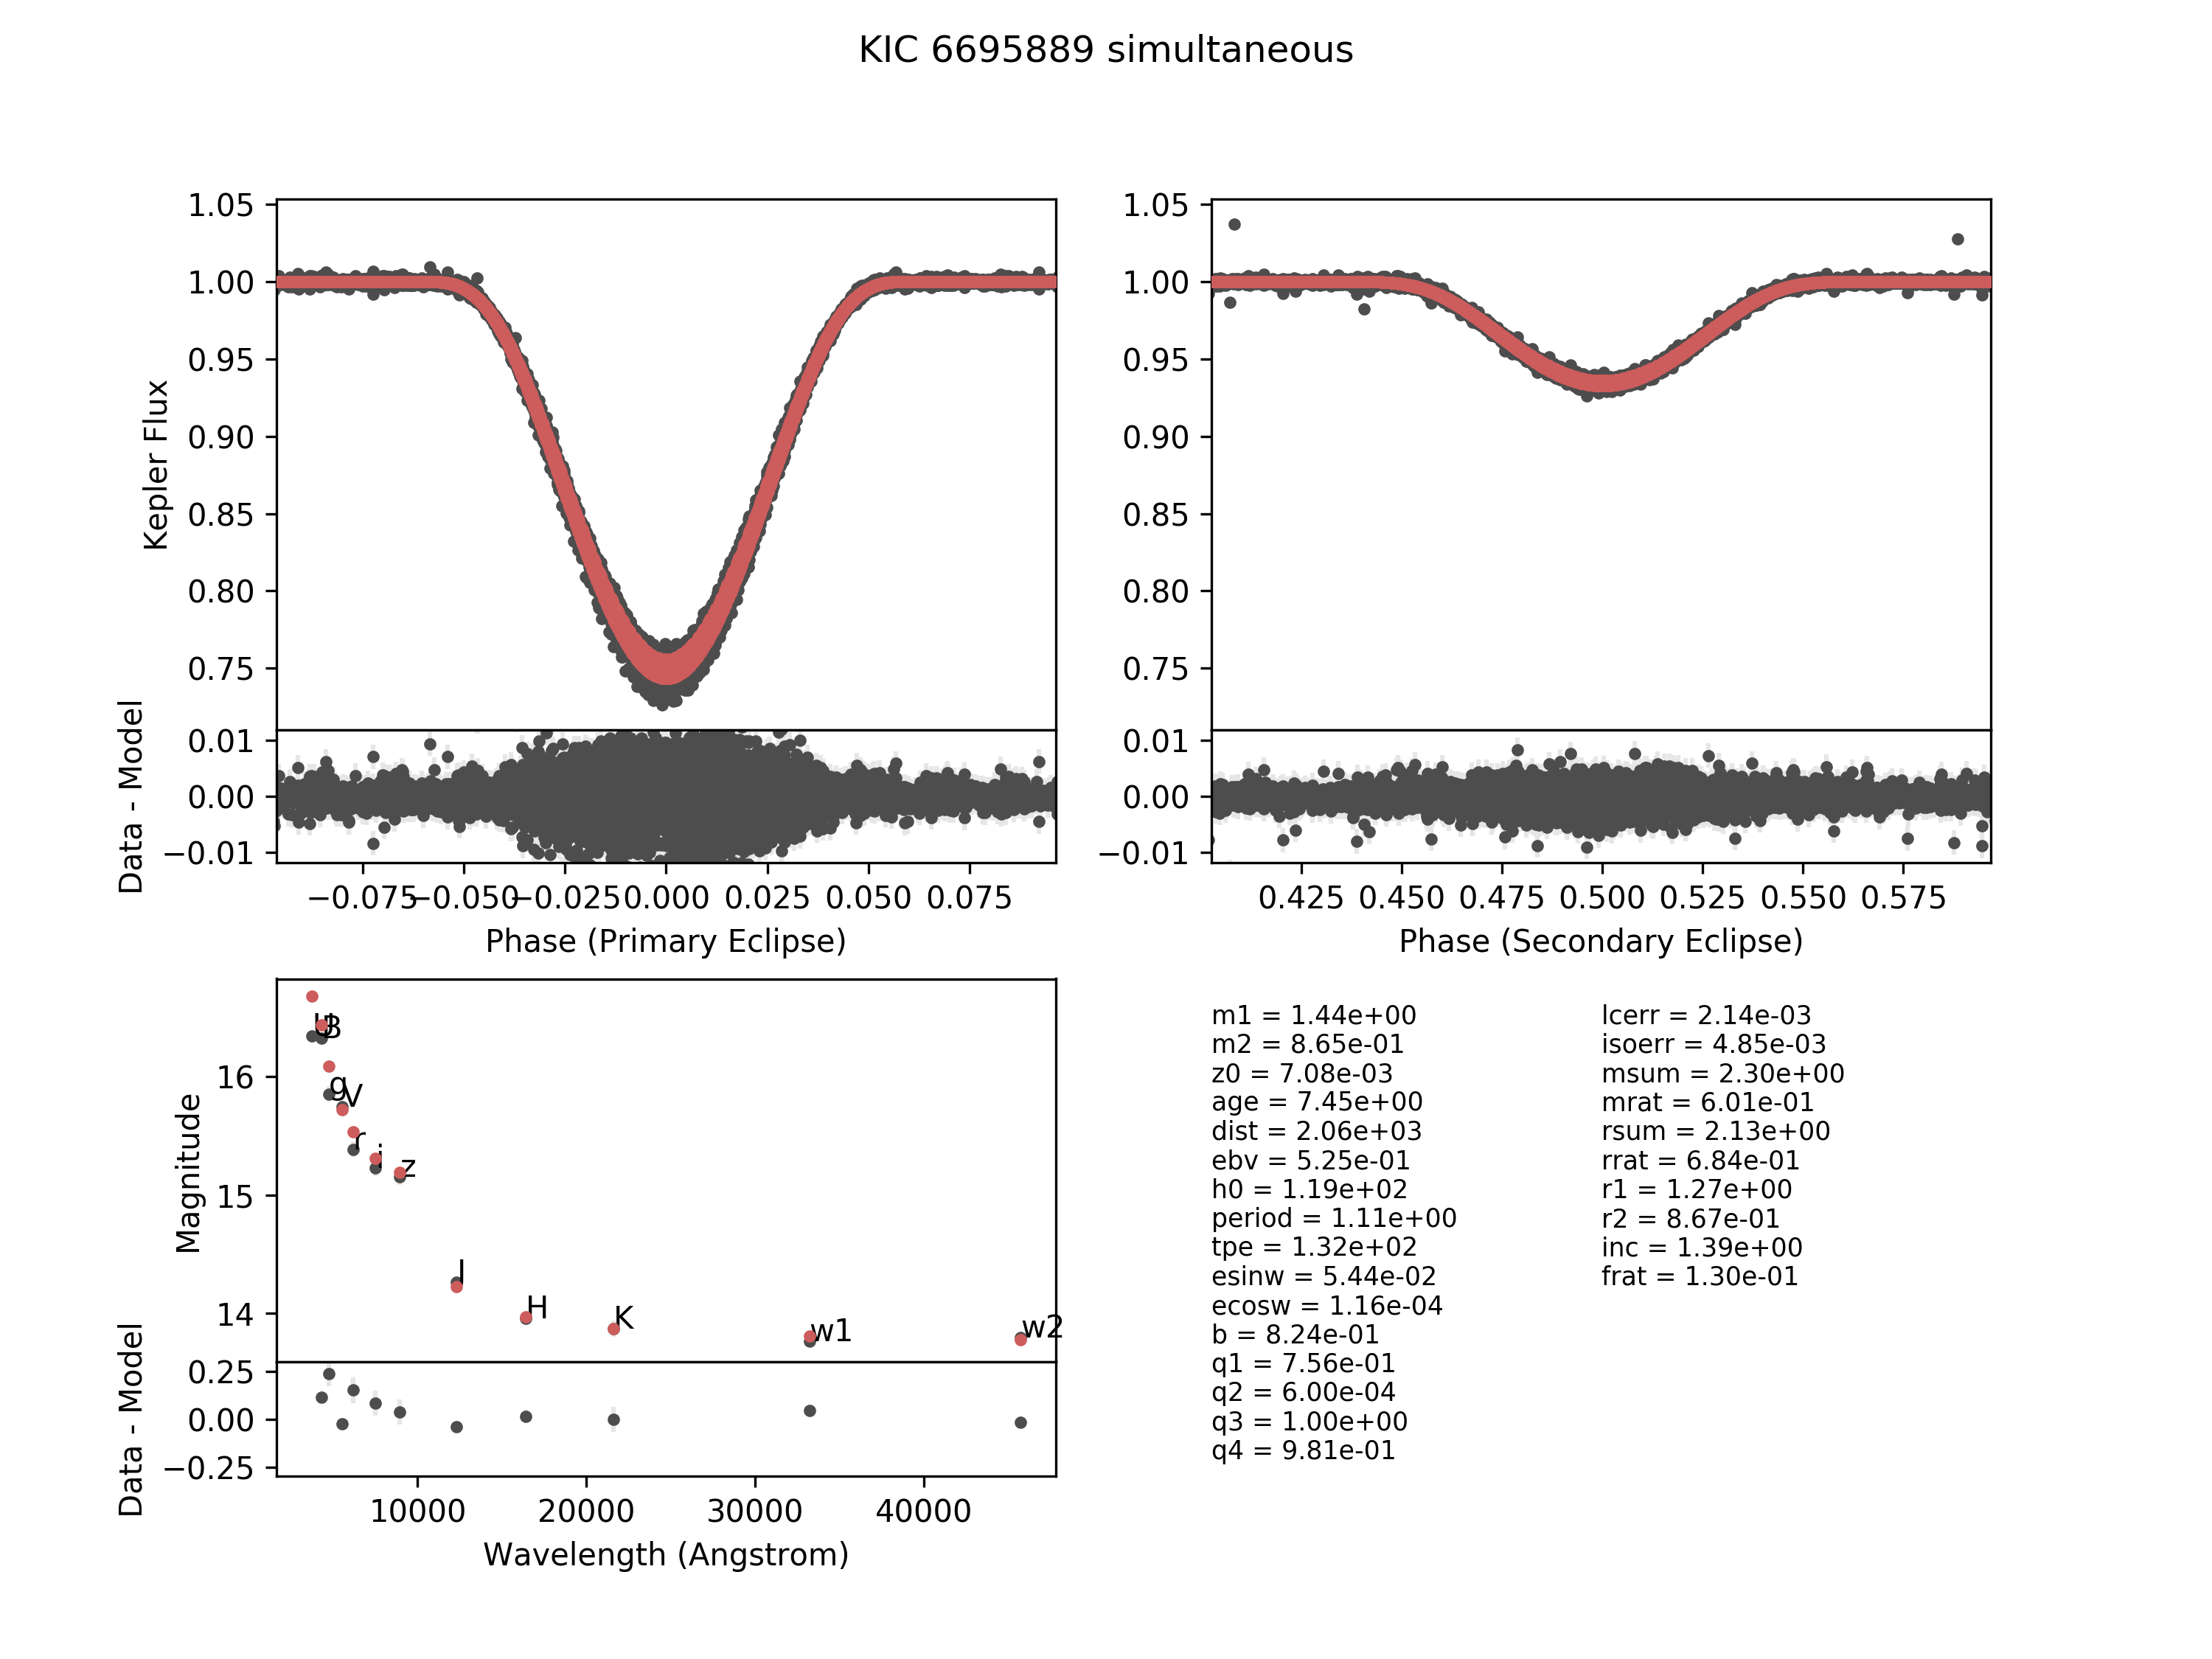 KIC 6695889 simultaneous
1.05
1.00
0.95
0.90
0.85
0.80
0.75
Kepler Flux
0.01
0.00
−0.01
Data - Model
−0.075 −0.050 −0.025 0.000 0.025 0.050 0.075
Phase (Primary Eclipse)
1.05
1.00
0.95
0.90
0.85
0.80
0.75
0.01
0.00
−0.01
0.425 0.450 0.475 0.500 0.525 0.550 0.575
Phase (Secondary Eclipse)
16
15
14
Magnitude
U B
g V
r i z
J
H K w1 w2
0.25
0.00
−0.25
Data - Model
10000 20000 30000 40000
Wavelength (Angstrom)
m1 = 1.44e+00
m2 = 8.65e-01
z0 = 7.08e-03
age = 7.45e+00
dist = 2.06e+03
ebv = 5.25e-01
h0 = 1.19e+02
period = 1.11e+00
tpe = 1.32e+02
esinw = 5.44e-02
ecosw = 1.16e-04
b = 8.24e-01
q1 = 7.56e-01
q2 = 6.00e-04
q3 = 1.00e+00
q4 = 9.81e-01
lcerr = 2.14e-03
isoerr = 4.85e-03
msum = 2.30e+00
mrat = 6.01e-01
rsum = 2.13e+00
rrat = 6.84e-01
r1 = 1.27e+00
r2 = 8.67e-01
inc = 1.39e+00
frat = 1.30e-01